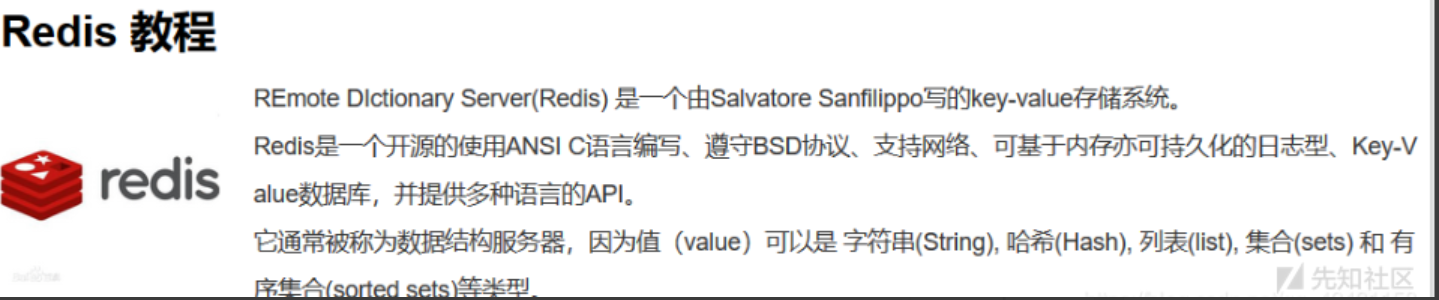 Redis 教程
REmote DIctionary Server(Redis) 是一个由Salvatore Sanfilippo写的key-value存储系统。
Redis是一个开源的使用ANSI C语言编写、遵守BSD协议、支持网络、可基于内存亦可持久化的日志型、Key-V
alue数据库，并提供多种语言的API。
redis
它通常被称为数据结构服务器，因为值（value）可以是 字符串(String), 哈希(Hash), 列表(list), 集合(sets) 和 有
序集合(sorted sets)等类型。
先知社区